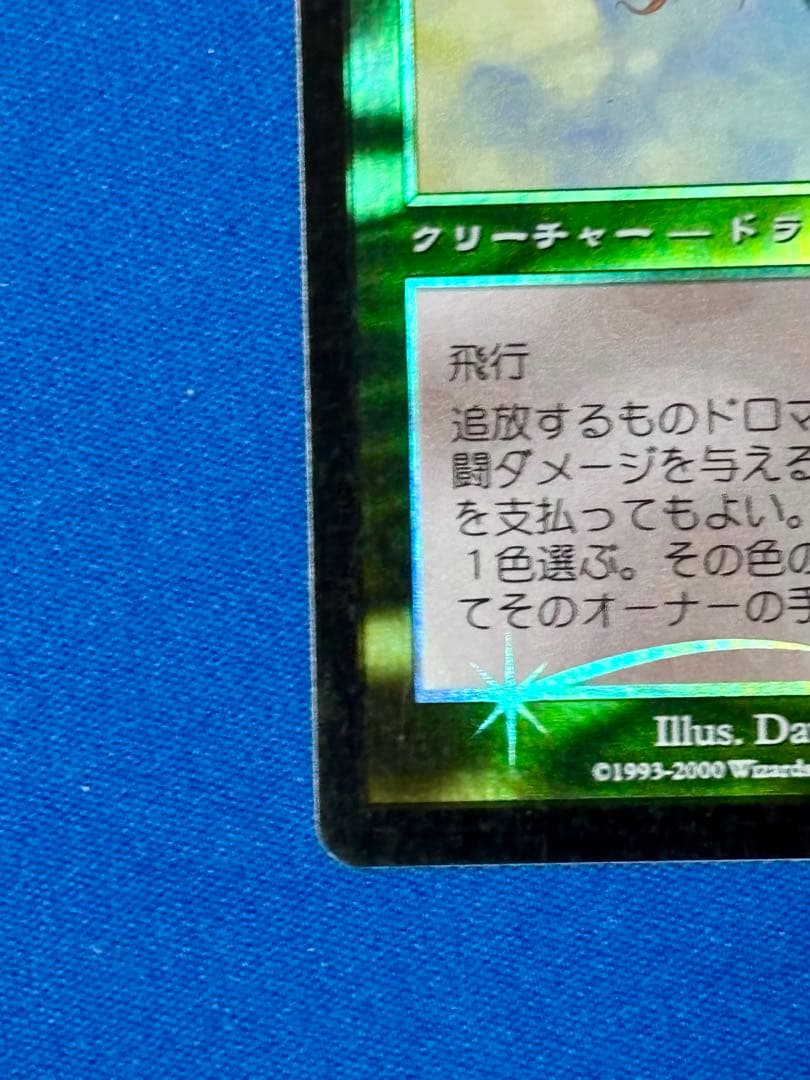 クリーチャー — ドラ
飛行
追放するものドロマ
闘ダメージを与える
を支払ってもよい。
1色選ぶ。その色の
てそのオーナーの手
Illus. Da
©1993-2000 Wizards